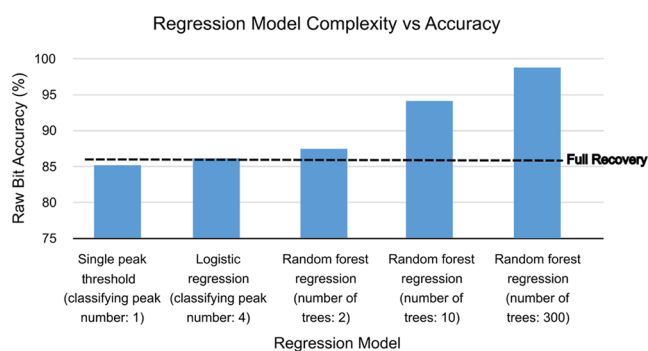 Regression Model Complexity vs Accuracy
Raw Bit Accuracy (%)
100
95
90
85
80
75
Full Recovery
Single peak
threshold
(classifying peak
number: 1)
Logistic
regression
(classifying peak
number: 4)
Random forest
regression
(number of
trees: 2)
Random forest
regression
(number of
trees: 10)
Random forest
regression
(number of
trees: 300)
Regression Model